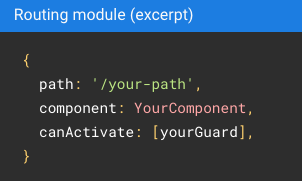 Routing module (excerpt)
{
  path: '/your-path',
  component: YourComponent,
  canActivate: [yourGuard],
}